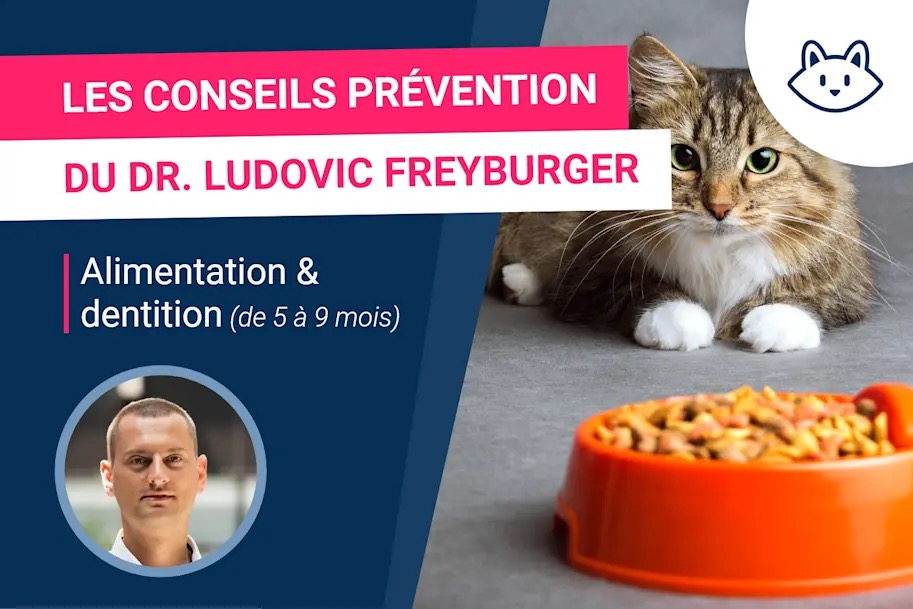 LES CONSEILS PRÉVENTION
DU DR. LUDOVIC FREYBURGER
Alimentation &
dentition (de 5 à 9 mois)